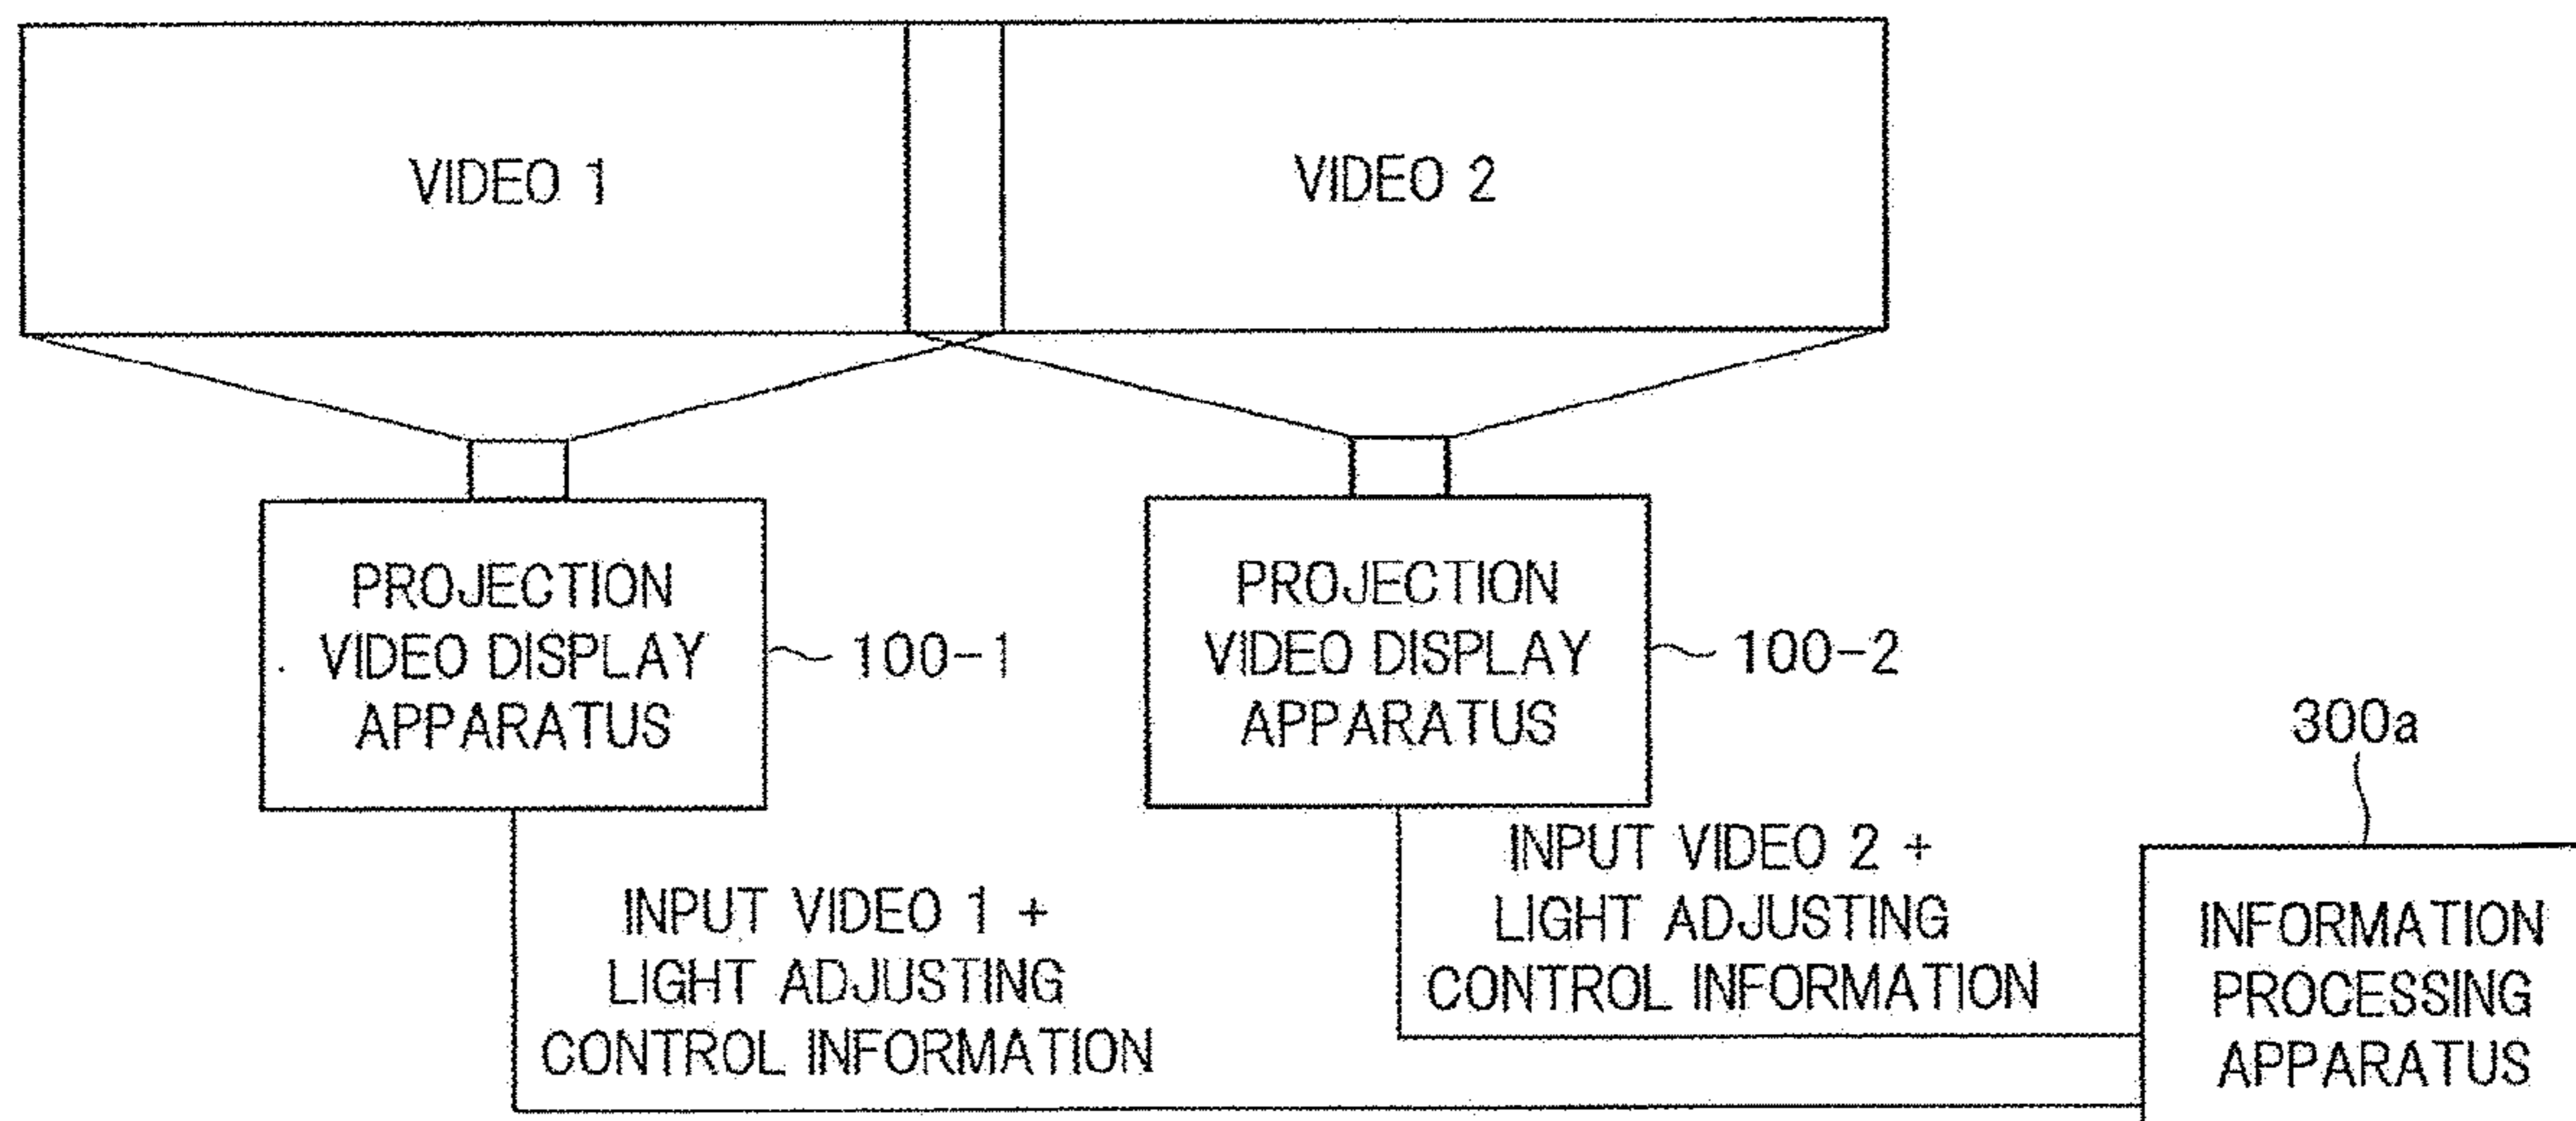 VIDEO 1
VIDEO 2
PROJECTION
VIDEO DISPLAY
APPARATUS
100-1
PROJECTION
VIDEO DISPLAY
APPARATUS
100-2
300a
INPUT VIDEO 1 +
LIGHT ADJUSTING
CONTROL INFORMATION
INPUT VIDEO 2 +
LIGHT ADJUSTING
CONTROL INFORMATION
INFORMATION
PROCESSING
APPARATUS